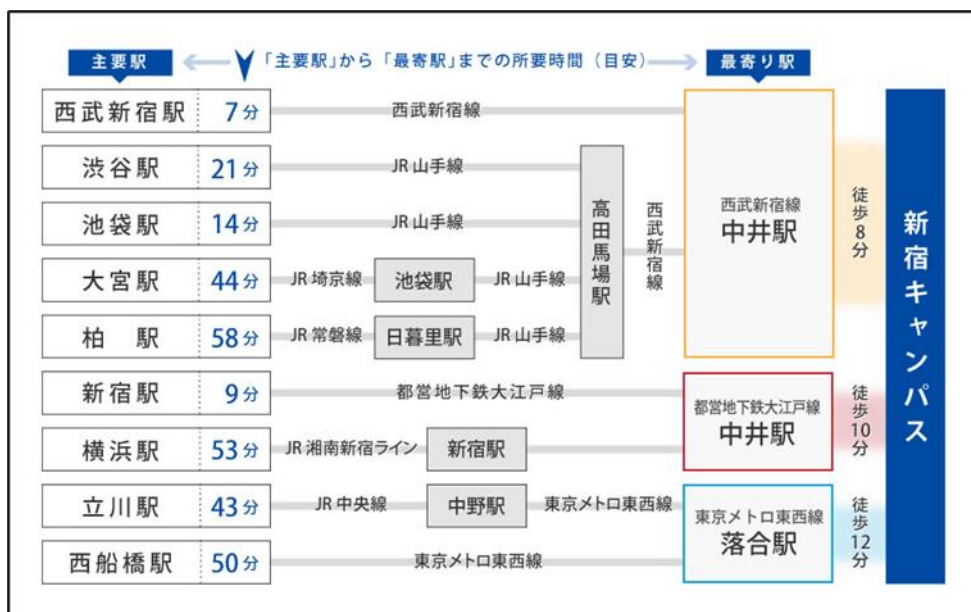 主要駅
「主要駅」から「最寄駅」までの所要時間（目安）
最寄り駅
西武新宿駅 7分 西武新宿線
渋谷駅 21分 JR山手線
池袋駅 14分 JR山手線
大宮駅 44分 JR埼京線 池袋駅 JR山手線
柏 駅 58分 JR常磐線 日暮里駅 JR山手線
高田馬場駅
西武新宿線
西武新宿線
中井駅
徒歩8分
新宿駅 9分 都営地下鉄大江戸線
横浜駅 53分 JR湘南新宿ライン 新宿駅
都営地下鉄大江戸線
中井駅
徒歩10分
立川駅 43分 JR中央線 中野駅 東京メトロ東西線
西船橋駅 50分 東京メトロ東西線
東京メトロ東西線
落合駅
徒歩12分
新宿キャンパス